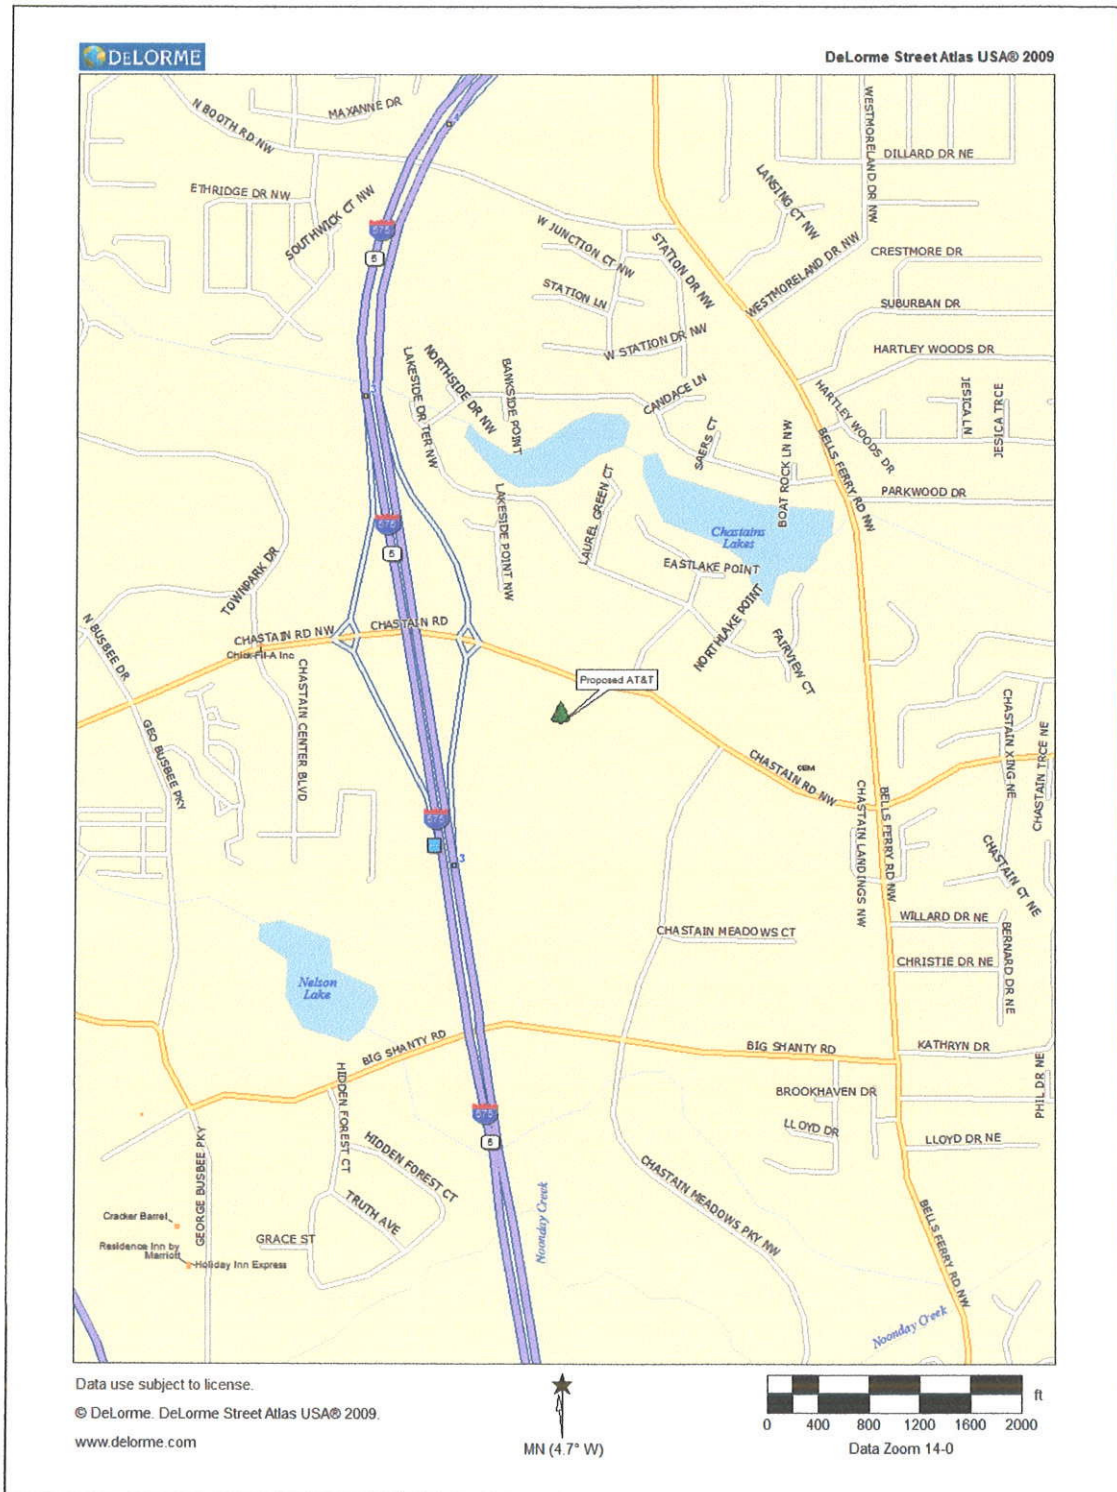 DELORME
DeLorme Street Atlas USA® 2009
N BOOTH RD NW
MAXANNE DR
ETHRIDGE DR NW
SOUTHWICK CT NW
575
5
W JUNCTION CT NW
STATION DR NW
STATION LN
W STATION DR NW
LANSING CT NW
WESTMORELAND DR NW
WESTMORELAND DR NW
DILLARD DR NE
CRESTMORE DR
SUBURBAN DR
HARTLEY WOODS DR
HARTLEY WOODS DR
JESICA LN
JESICA TRCE
LAKESIDE DR TER NW
NORTHSIDE DR NW
BANKSIDE POINT
CANDACE LN
SAERS CT
BOAT ROCK LN NW
BELLS FERRY RD NW
PARKWOOD DR
3
575
5
LAKESIDE POINT NW
LAUREL GREEN CT
Chastains
Lakes
EASTLAKE POINT
NORTHLAKE POINT
FAIRVIEW CT
TOWNPARK DR
N BUSBEE DR
CHASTAIN RD NW
CHASTAIN RD
Chick-Fil-A Inc
CHASTAIN CENTER BLVD
GEO BUSBEE PKY
Proposed AT&T
CHASTAIN RD NW
CHASTAIN LANDINGS NW
BELLS FERRY RD NW
CHASTAIN XING NE
CHASTAIN TRCE NE
CHASTAIN CT NE
575
3
WILLARD DR NE
CHRISTIE DR NE
BERNARD DR NE
CHASTAIN MEADOWS CT
Nelson
Lake
BIG SHANTY RD
BIG SHANTY RD
KATHRYN DR
BROOKHAVEN DR
PHIL DR NE
LLOYD DR
LLOYD DR NE
575
5
HIDDEN FOREST CT
HIDDEN FOREST CT
TRUTH AVE
GRACE ST
GEORGE BUSBEE PKY
Cracker Barrel
Residence Inn by
Marriott
Holiday Inn Express
Noonday Creek
CHASTAIN MEADOWS PKY NW
BELLS FERRY RD NW
Noonday Creek
Data use subject to license.
© DeLorme. DeLorme Street Atlas USA® 2009.
www.delorme.com
MN (4.7° W)
ft
0 400 800 1200 1600 2000
Data Zoom 14-0